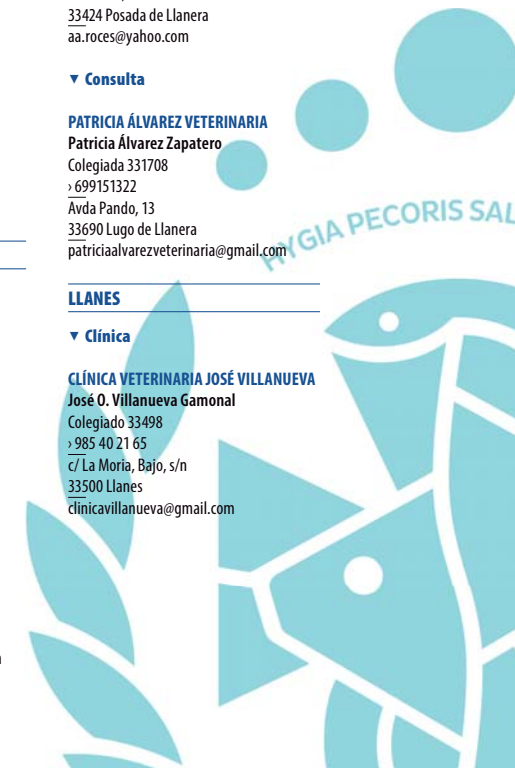 33424 Posada de Llanera
aa.roces@yahoo.com
▼ Consulta
PATRICIA ÁLVAREZ VETERINARIA
Patricia Álvarez Zapatero
Colegiada 331708
› 699151322
Avda Pando, 13
33690 Lugo de Llanera
patriciaalvarezveterinaria@gmail.com
HYGIA PECORIS SAL
LLANES
▼ Clínica
CLÍNICA VETERINARIA JOSÉ VILLANUEVA
José O. Villanueva Gamonal
Colegiado 33498
› 985 40 21 65
c/ La Moria, Bajo, s/n
33500 Llanes
clinicavillanueva@gmail.com